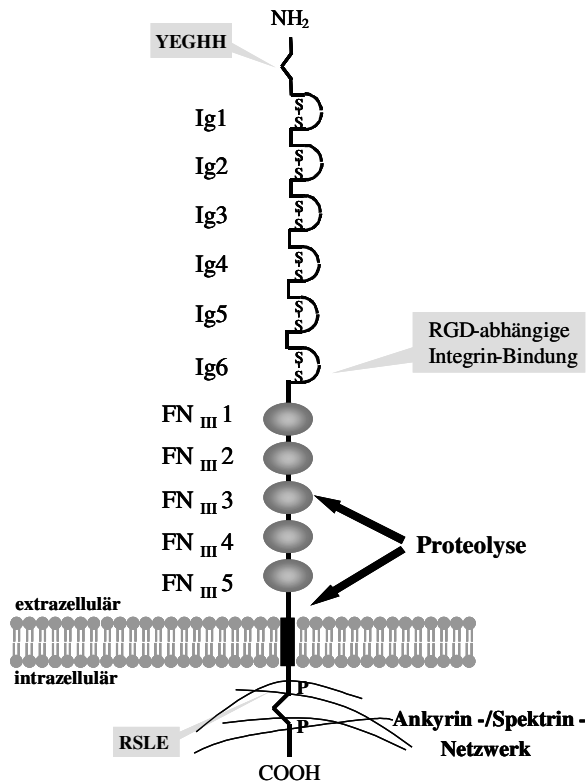 NH2
YEGHH
S
S
Ig1
S
S
Ig2
S
S
Ig3
S
S
Ig4
S
S
Ig5
S
S
Ig6
RGD-abhängige
Integrin-Bindung
FN III 1
FN III 2
FN III 3
FN III 4
FN III 5
Proteolyse
extrazellulär
intrazellulär
P
RSLE
P
Ankyrin -/Spektrin -
Netzwerk
COOH